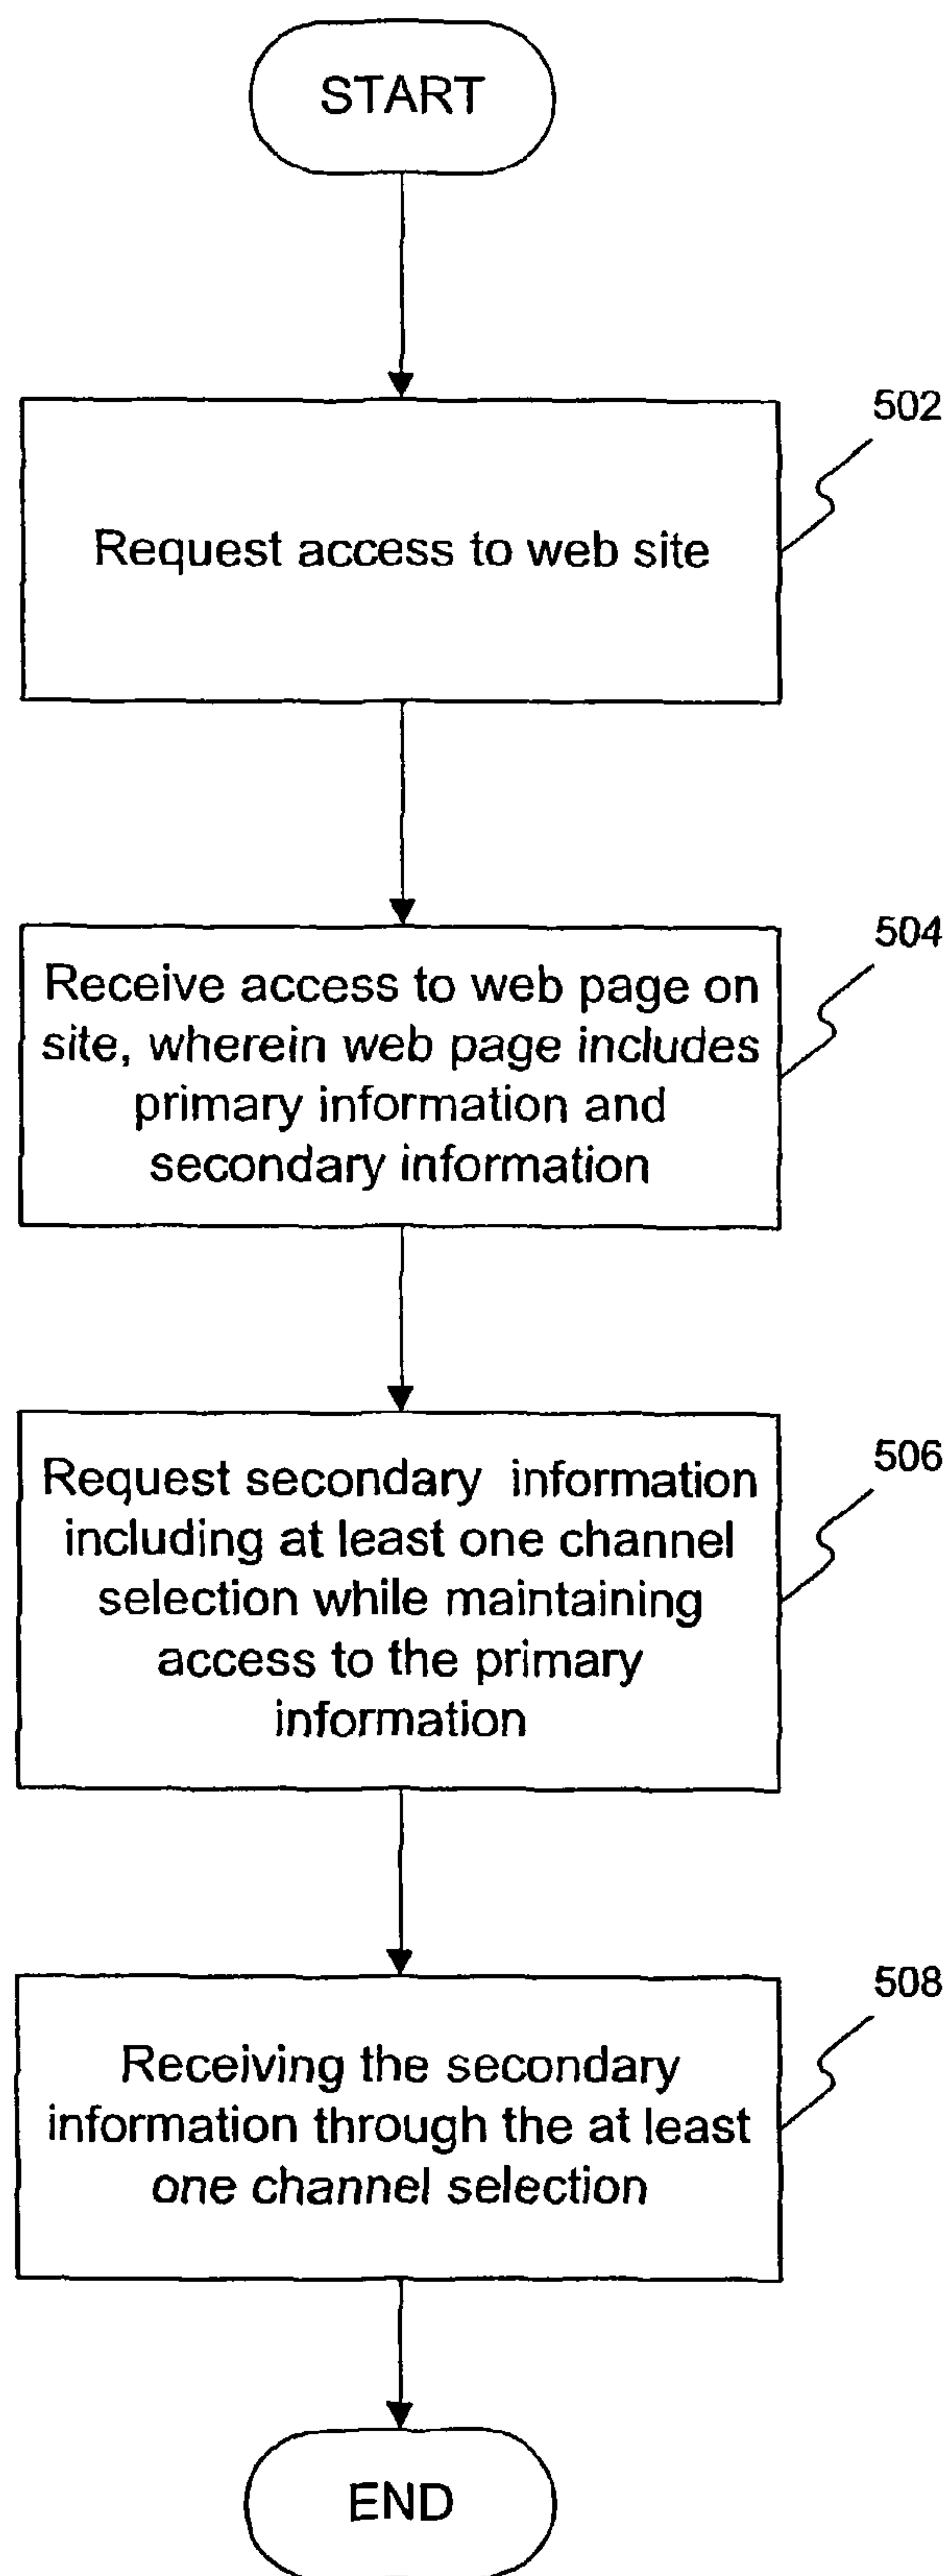 START
502
Request access to web site
504
Receive access to web page on
site, wherein web page includes
primary information and
secondary information
506
Request secondary information
including at least one channel
selection while maintaining
access to the primary
information
508
Receiving the secondary
information through the at least
one channel selection
END